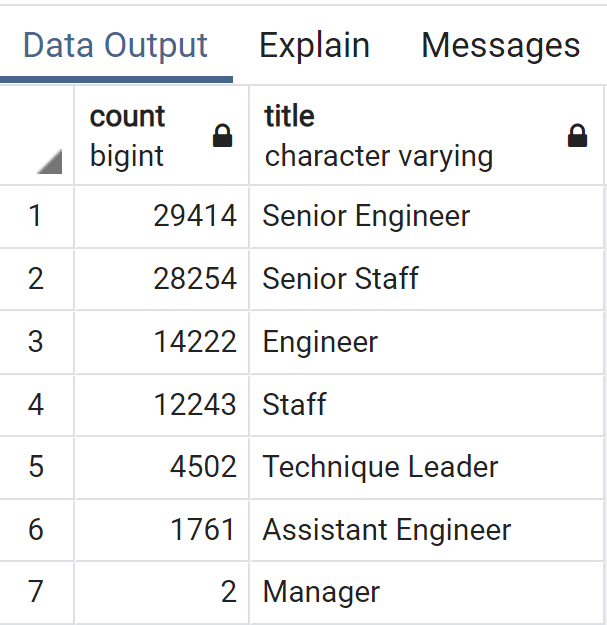 Data Output Explain Messages
count title
bigint character varying
1 29414 Senior Engineer
2 28254 Senior Staff
3 14222 Engineer
4 12243 Staff
5 4502 Technique Leader
6 1761 Assistant Engineer
7 2 Manager